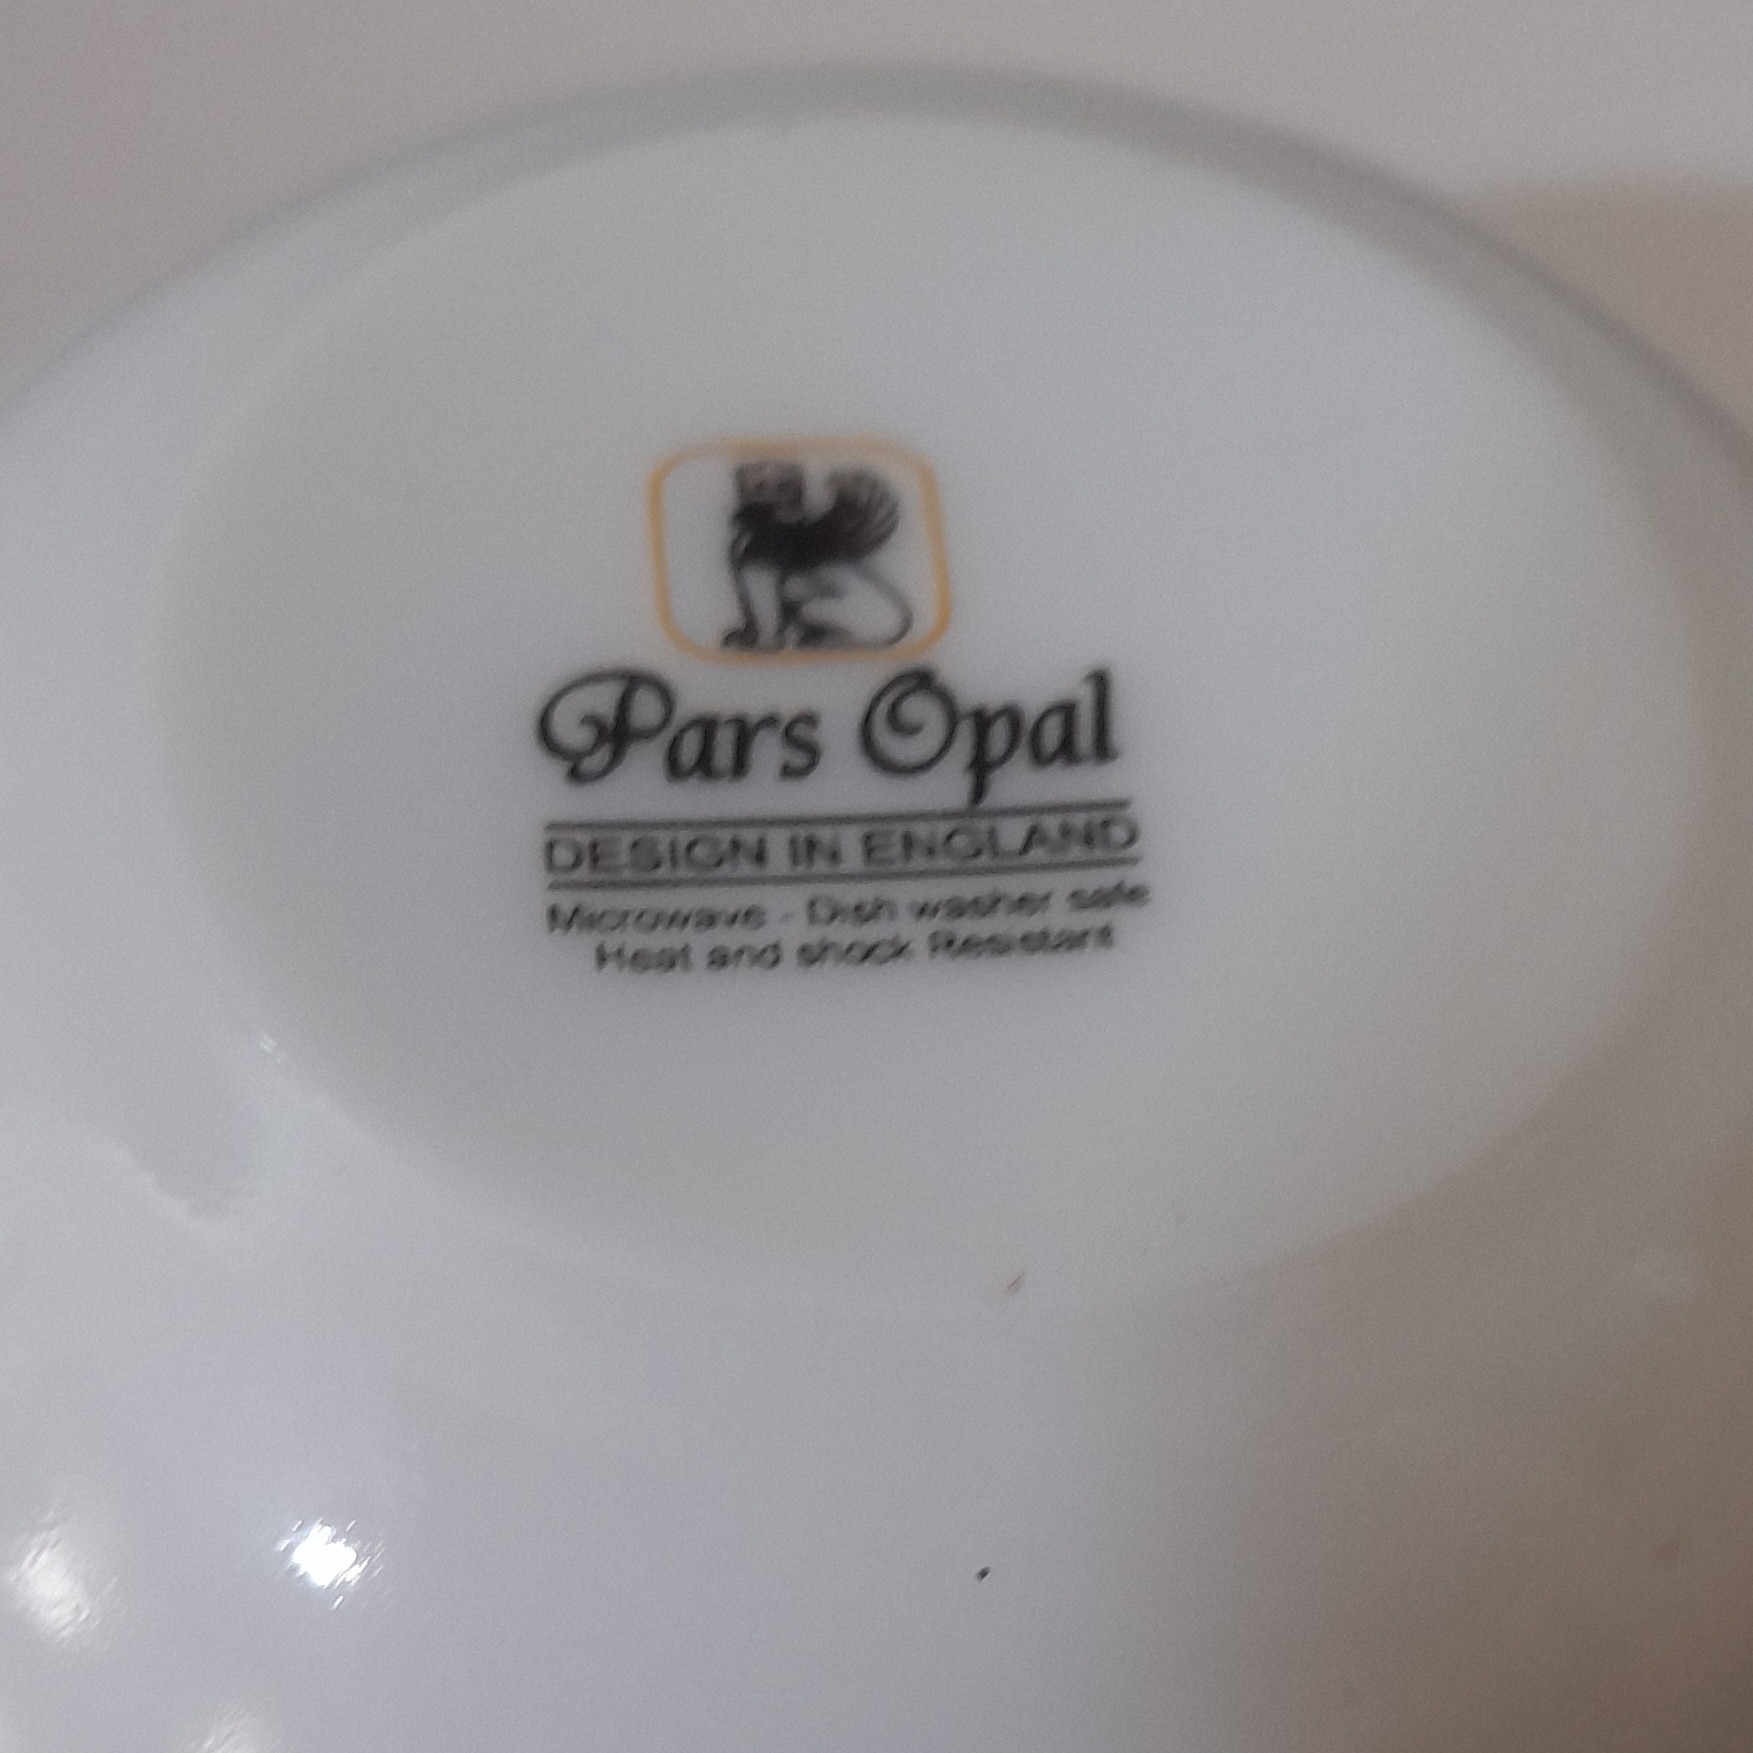 Pars Opal
DESIGN IN ENGLAND
Microwave - Dish washer safe
Heat and shock Resistant